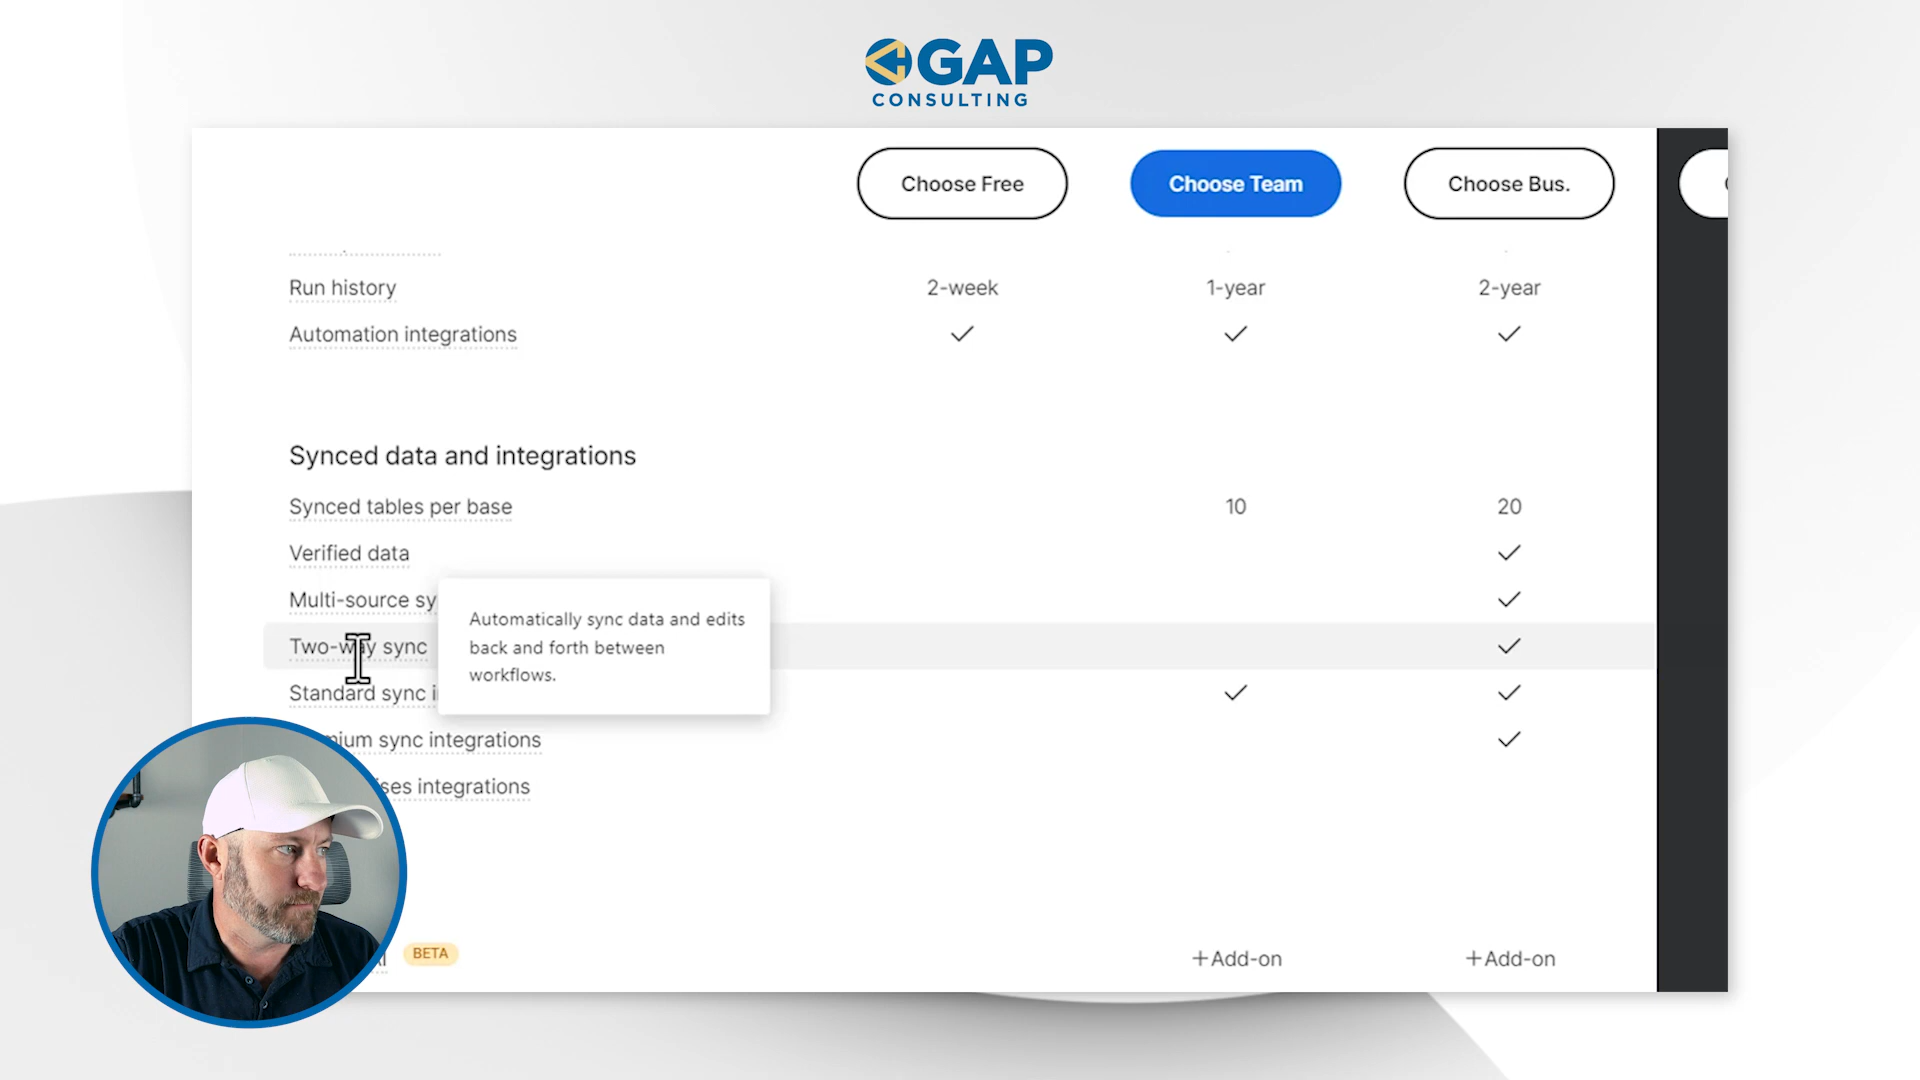 GAP
CONSULTING
Choose Free
Choose Team
Choose Bus.
Run history
2-week
1-year
2-year
Automation integrations
Synced data and integrations
Synced tables per base
10
20
Verified data
Multi-source sy
Automatically sync data and edits
back and forth between
workflows.
Two-way sync
Standard sync i
mium sync integrations
ses integrations
BETA
+Add-on
+Add-on